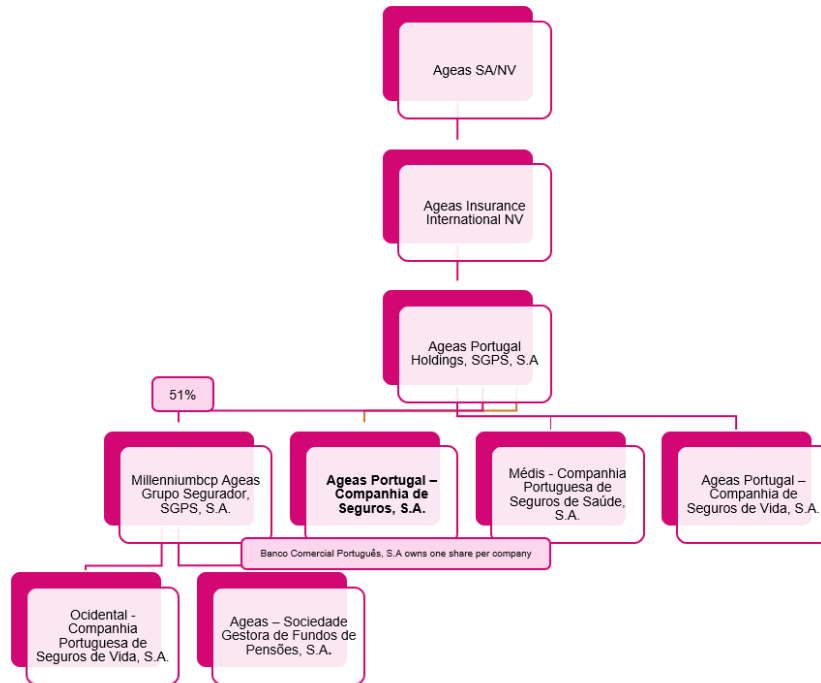 Ageas SA/NV
Ageas Insurance
International NV
Ageas Portugal
Holdings, SGPS, S.A
51%
Millenniumbcp Ageas
Grupo Segurador,
SGPS, S.A.
Ageas Portugal –
Companhia de
Seguros, S.A.
Médis - Companhia
Portuguesa de
Seguros de Saúde,
S.A.
Ageas Portugal –
Companhia de
Seguros de Vida, S.A.
Banco Comercial Português, S.A owns one share per company
Ocidental -
Companhia
Portuguesa de
Seguros de Vida, S.A.
Ageas – Sociedade
Gestora de Fundos de
Pensões, S.A.